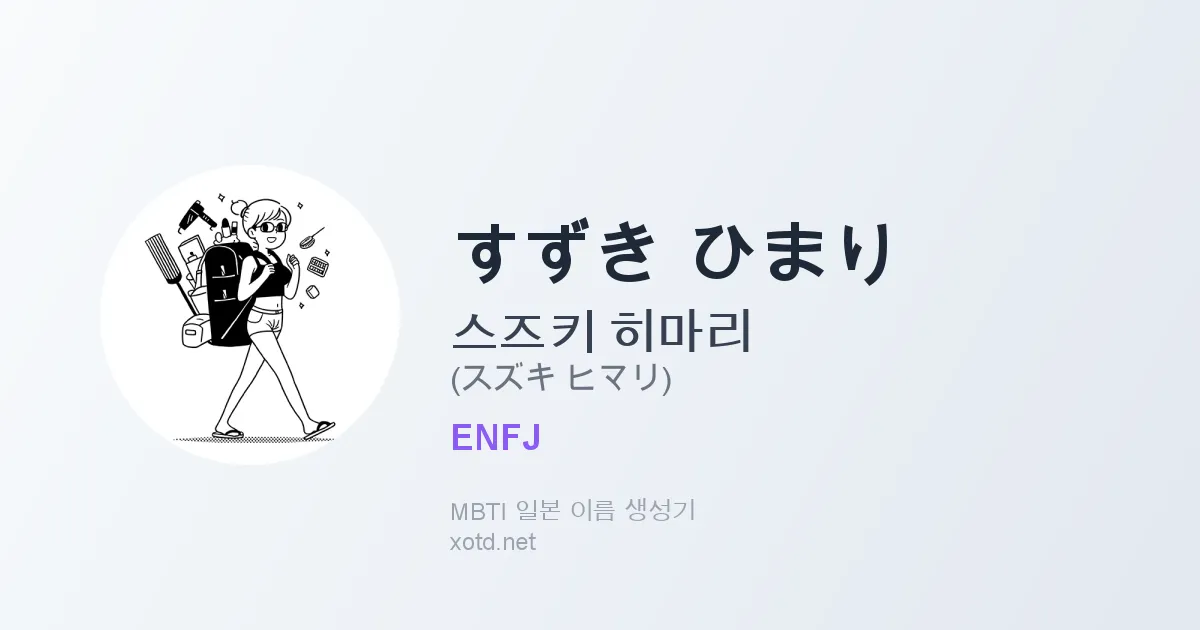 すずき ひまり
스즈키 히마리
(スズキ ヒマリ)
ENFJ
MBTI 일본 이름 생성기
xotd.net